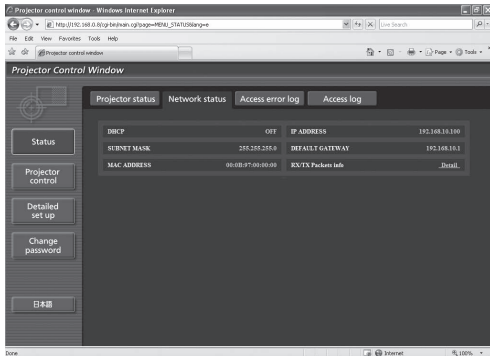 Projector control window - Windows Internet Explorer
http://192.168.0.8/cgi-bin/main.cgi?page=MENU_STATUS&lang=e
Live Search
File Edit View Favorites Tools Help
Projector control window
Page Tools
Projector Control Window
Projector status Network status Access error log Access log
Status
Projector control
Detailed set up
Change password
日本語
DHCP OFF IP ADDRESS 192.168.10.100
SUBNET MASK 255.255.255.0 DEFAULT GATEWAY 192.168.10.1
MAC ADDRESS 00:0B:97:00:00:00 RX/TX Packets info Detail
Done Internet 100%